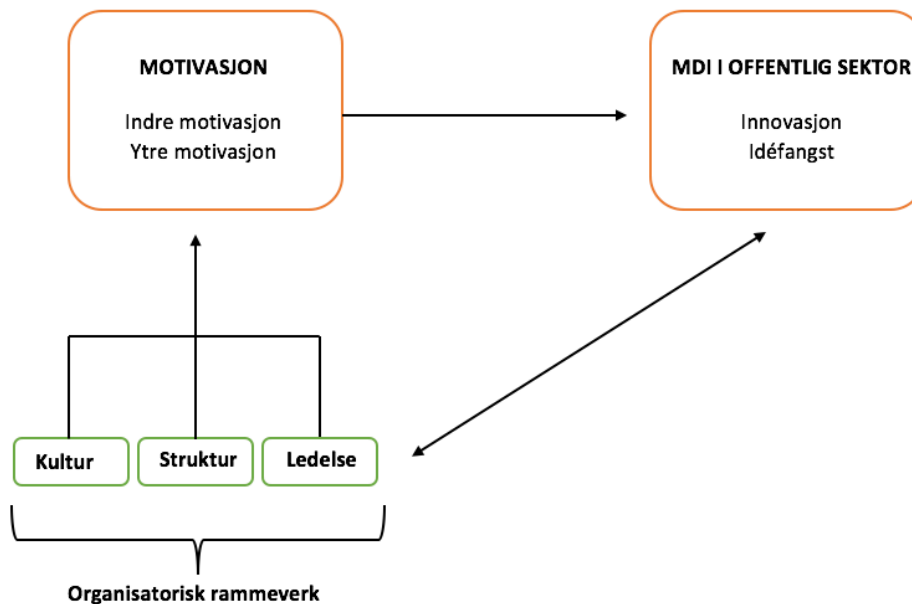 MOTIVASJON
Indre motivasjon
Ytre motivasjon
MDI I OFFENTLIG SEKTOR
Innovasjon
Idéfangst
Kultur
Struktur
Ledelse
Organisatorisk rammeverk